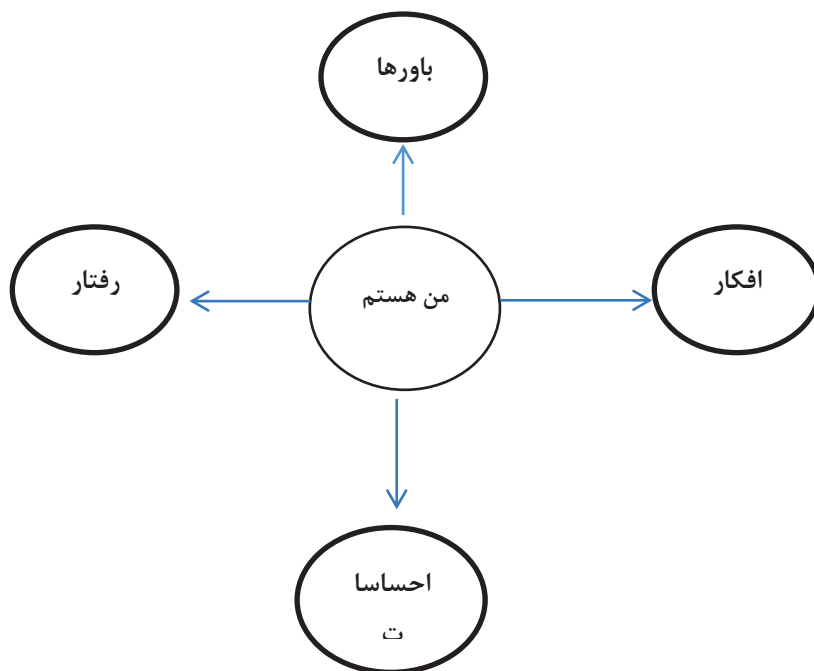 باورها
افکار
من هستم
رفتار
احساسا
ت